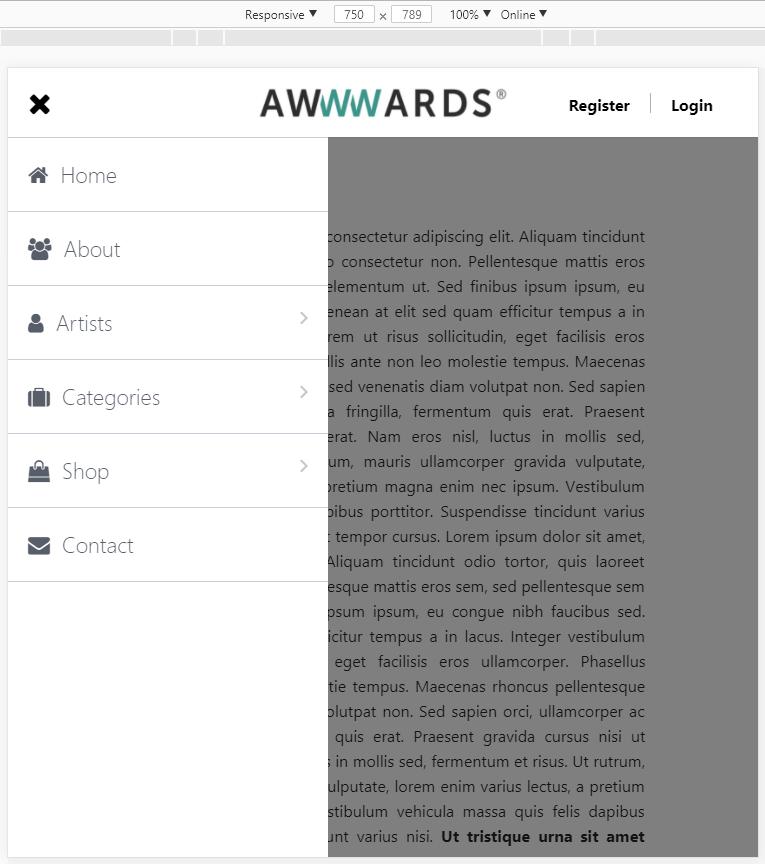 Responsive ▼ 750 × 789 100% ▼ Online ▼
AWWWARDS® Register Login
Home
About
Artists
Categories
Shop
Contact
consectetur adipiscing elit. Aliquam tincidunt
consectetur non. Pellentesque mattis eros
elementum ut. Sed finibus ipsum ipsum, eu
enean at elit sed quam efficitur tempus a in
rem ut risus sollicitudin, eget facilisis eros
llis ante non leo molestie tempus. Maecenas
sed venenatis diam volutpat non. Sed sapien
a fringilla, fermentum quis erat. Praesent
erat. Nam eros nisl, luctus in mollis sed,
um, mauris ullamcorper gravida vulputate,
pretium magna enim nec ipsum. Vestibulum
pibus porttitor. Suspendisse tincidunt varius
tempor cursus. Lorem ipsum dolor sit amet,
Aliquam tincidunt odio tortor, quis laoreet
esque mattis eros sem, sed pellentesque sem
psum ipsum, eu congue nibh faucibus sed.
icitur tempus a in lacus. Integer vestibulum
eget facilisis eros ullamcorper. Phasellus
tie tempus. Maecenas rhoncus pellentesque
olutpat non. Sed sapien orci, ullamcorper ac
quis erat. Praesent gravida cursus nisi ut
s in mollis sed, fermentum et risus. Ut rutrum,
ulputate, lorem enim varius lectus, a pretium
stibulum vehicula massa quis felis dapibus
unt varius nisi. Ut tristique urna sit amet